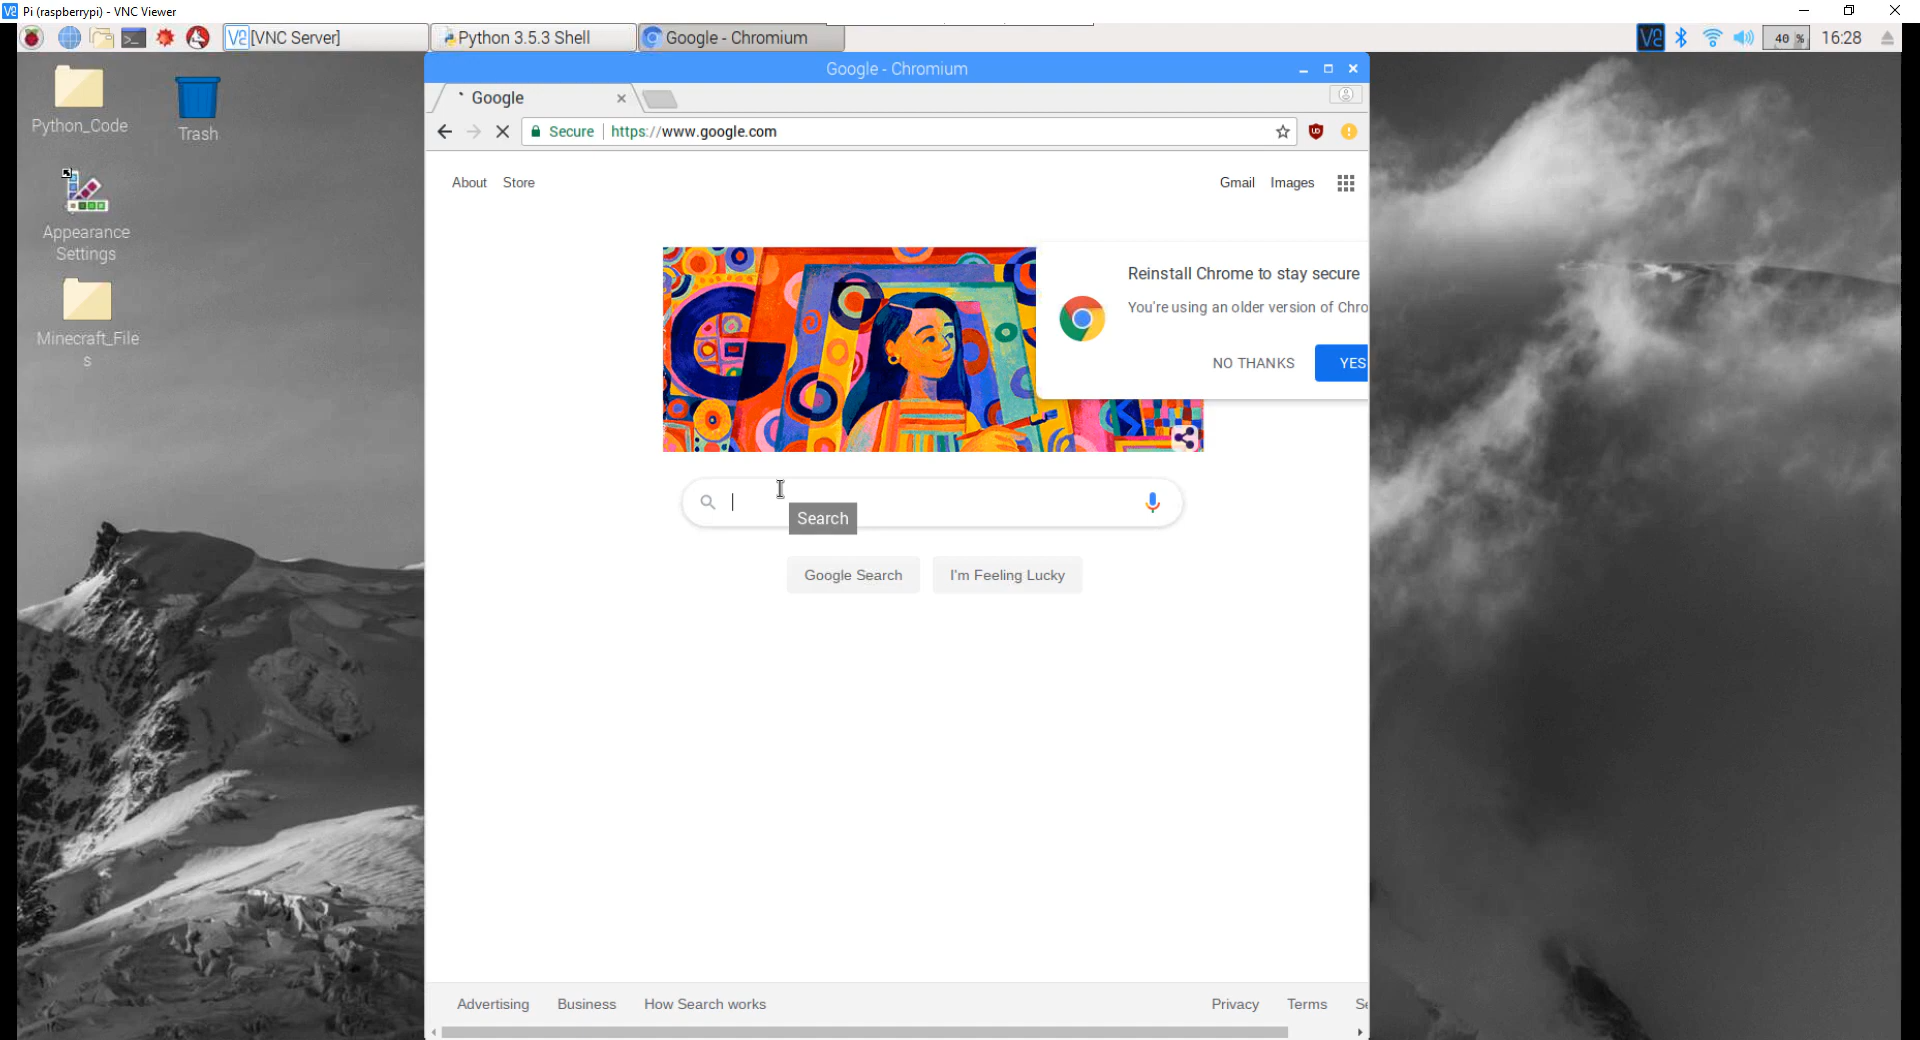 Pi (raspberrypi) - VNC Viewer
[VNC Server]
Python 3.5.3 Shell
Google - Chromium
40 %
16:28
Google - Chromium
Google
Secure
https://www.google.com
Python_Code
Trash
Appearance
Settings
Minecraft_File
s
About
Store
Gmail
Images
Reinstall Chrome to stay secure
You're using an older version of Chro
NO THANKS
YES
Search
Google Search
I'm Feeling Lucky
Advertising
Business
How Search works
Privacy
Terms
Se